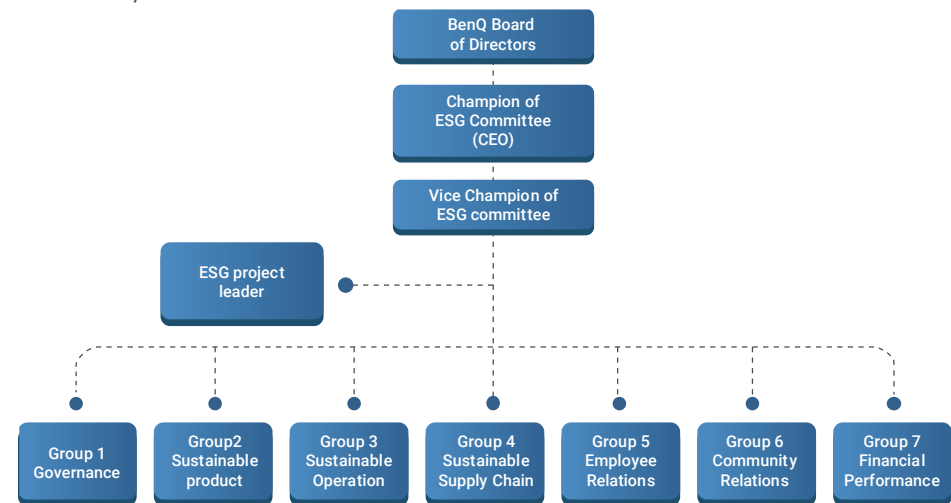 BenQ Board
of Directors
Champion of
ESG Committee
(CEO)
Vice Champion of
ESG committee
ESG project
leader
Group 1
Governance
Group2
Sustainable
product
Group 3
Sustainable
Operation
Group 4
Sustainable
Supply Chain
Group 5
Employee
Relations
Group 6
Community
Relations
Group 7
Financial
Performance